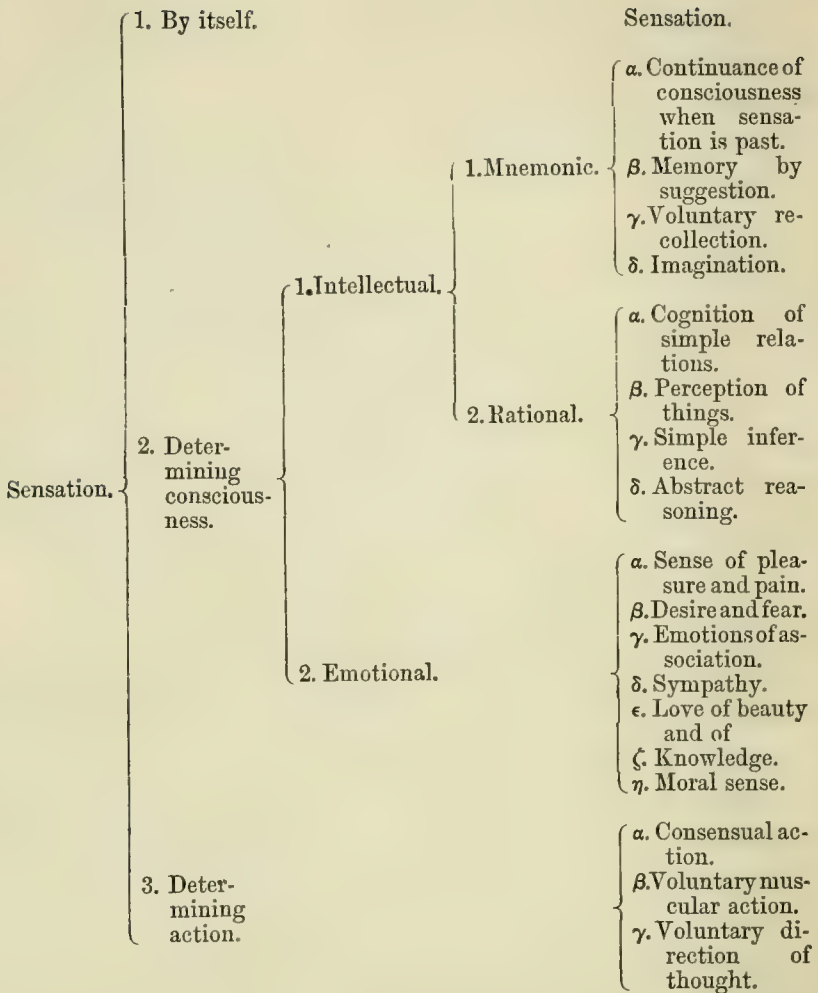 1. By itself.
Sensation.
α. Continuance of
consciousness
when sensa-
tion is past.
1. Mnemonic.
β. Memory by
suggestion.
γ. Voluntary re-
collection.
δ. Imagination.
1. Intellectual.
α. Cognition of
simple rela-
tions.
β. Perception of
things.
2. Rational.
γ. Simple infer-
ence.
δ. Abstract rea-
soning.
Sensation.
2. Deter-
mining
conscious-
ness.
α. Sense of plea-
sure and pain.
β. Desire and fear.
γ. Emotions of as-
sociation.
2. Emotional.
δ. Sympathy.
ε. Love of beauty
and of
ζ. Knowledge.
η. Moral sense.
3. Deter-
mining
action.
α. Consensual ac-
tion.
β. Voluntary mus-
cular action.
γ. Voluntary di-
rection of
thought.